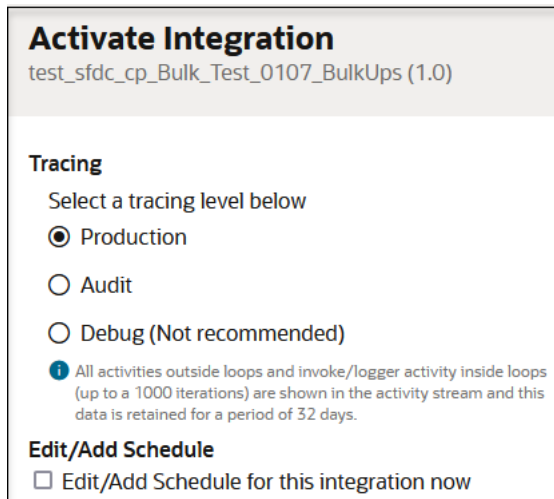 Activate Integration
test_sfdc_cp_Bulk_Test_0107_BulkUps (1.0)
Tracing
Select a tracing level below
Production
Audit
Debug (Not recommended)
All activities outside loops and invoke/logger activity inside loops
(up to a 1000 iterations) are shown in the activity stream and this
data is retained for a period of 32 days.
Edit/Add Schedule
Edit/Add Schedule for this integration now